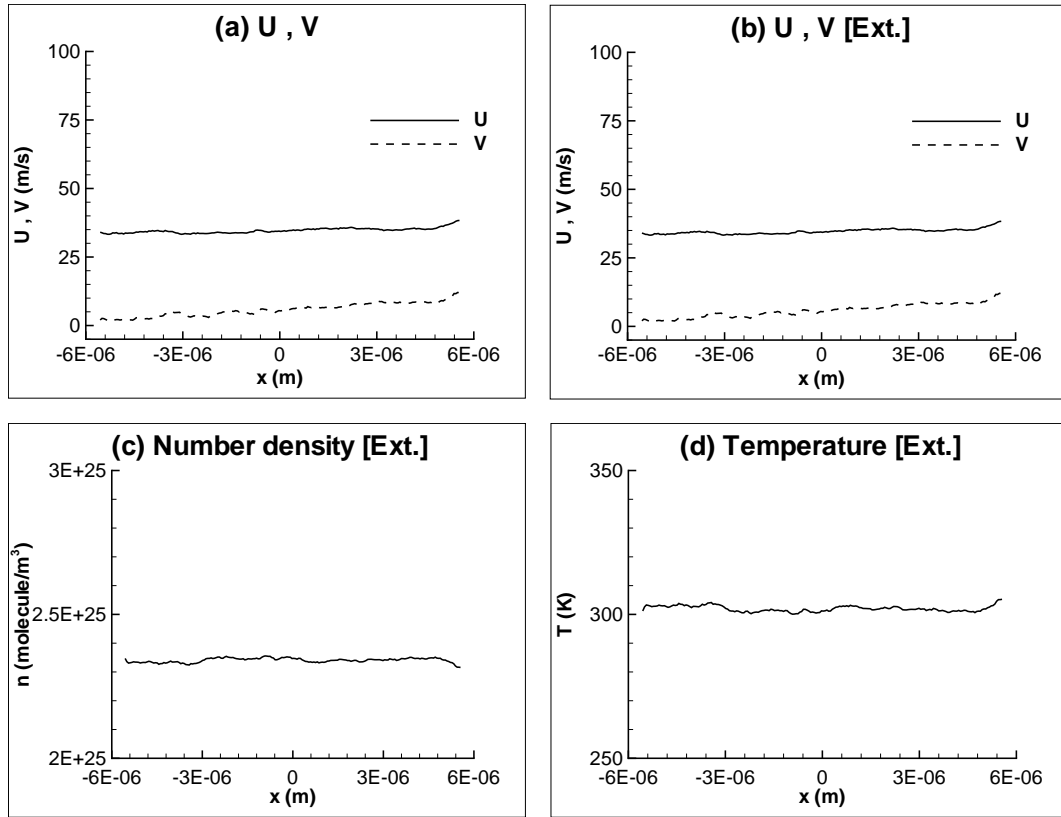 (a) U , V
100
75
50
25
0
U , V (m/s)
U
V
-6E-06 -3E-06 0 3E-06 6E-06
x (m)
(b) U , V [Ext.]
100
75
50
25
0
U , V (m/s)
U
V
-6E-06 -3E-06 0 3E-06 6E-06
x (m)
(c) Number density [Ext.]
3E+25
2.5E+25
2E+25
n (molecule/m³)
-6E-06 -3E-06 0 3E-06 6E-06
x (m)
(d) Temperature [Ext.]
350
300
250
T (K)
-6E-06 -3E-06 0 3E-06 6E-06
x (m)